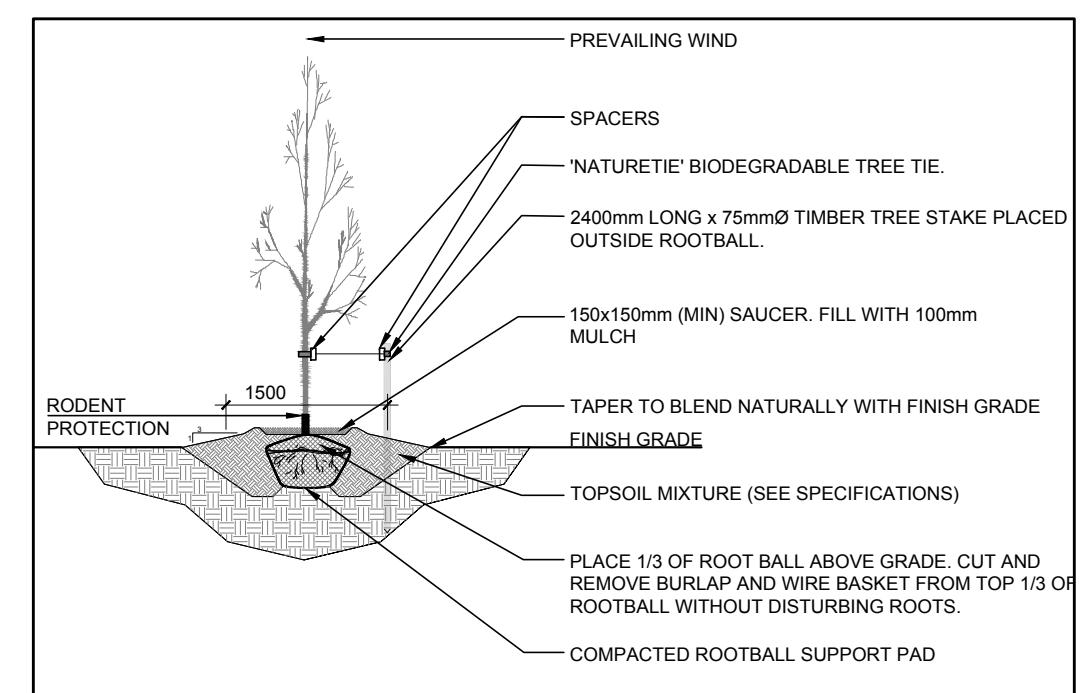 PREVAILING WIND
SPACERS
'NATURETIE' BIODEGRADABLE TREE TIE.
2400mm LONG x 75mmØ TIMBER TREE STAKE PLACED
OUTSIDE ROOTBALL.
150x150mm (MIN) SAUCER. FILL WITH 100mm
MULCH
1500
RODENT
PROTECTION
3
1
TAPER TO BLEND NATURALLY WITH FINISH GRADE
FINISH GRADE
TOPSOIL MIXTURE (SEE SPECIFICATIONS)
PLACE 1/3 OF ROOT BALL ABOVE GRADE. CUT AND
REMOVE BURLAP AND WIRE BASKET FROM TOP 1/3 OF
ROOTBALL WITHOUT DISTURBING ROOTS.
COMPACTED ROOTBALL SUPPORT PAD